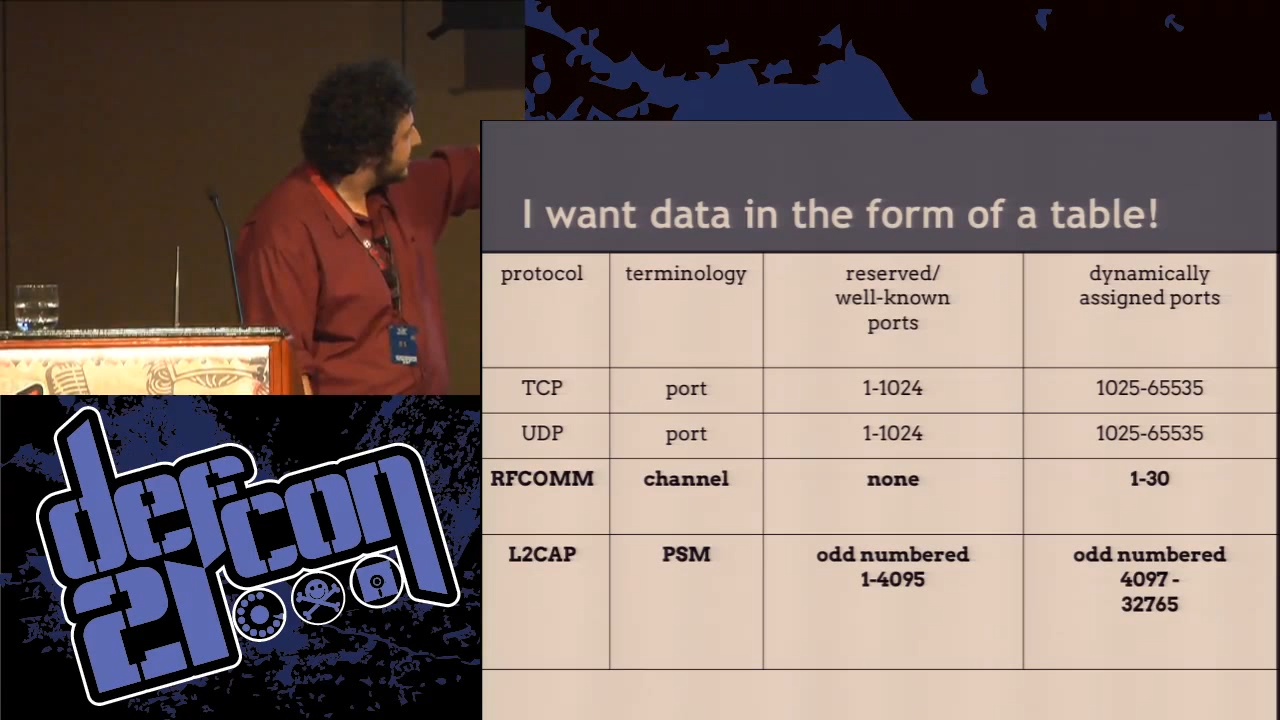 I want data in the form of a table!
protocol
terminology
reserved/
well-known
ports
dynamically
assigned ports
TCP
port
1-1024
1025-65535
UDP
port
1-1024
1025-65535
RFCOMM
channel
none
1-30
L2CAP
PSM
odd numbered
1-4095
odd numbered
4097 -
32765
defcon
21